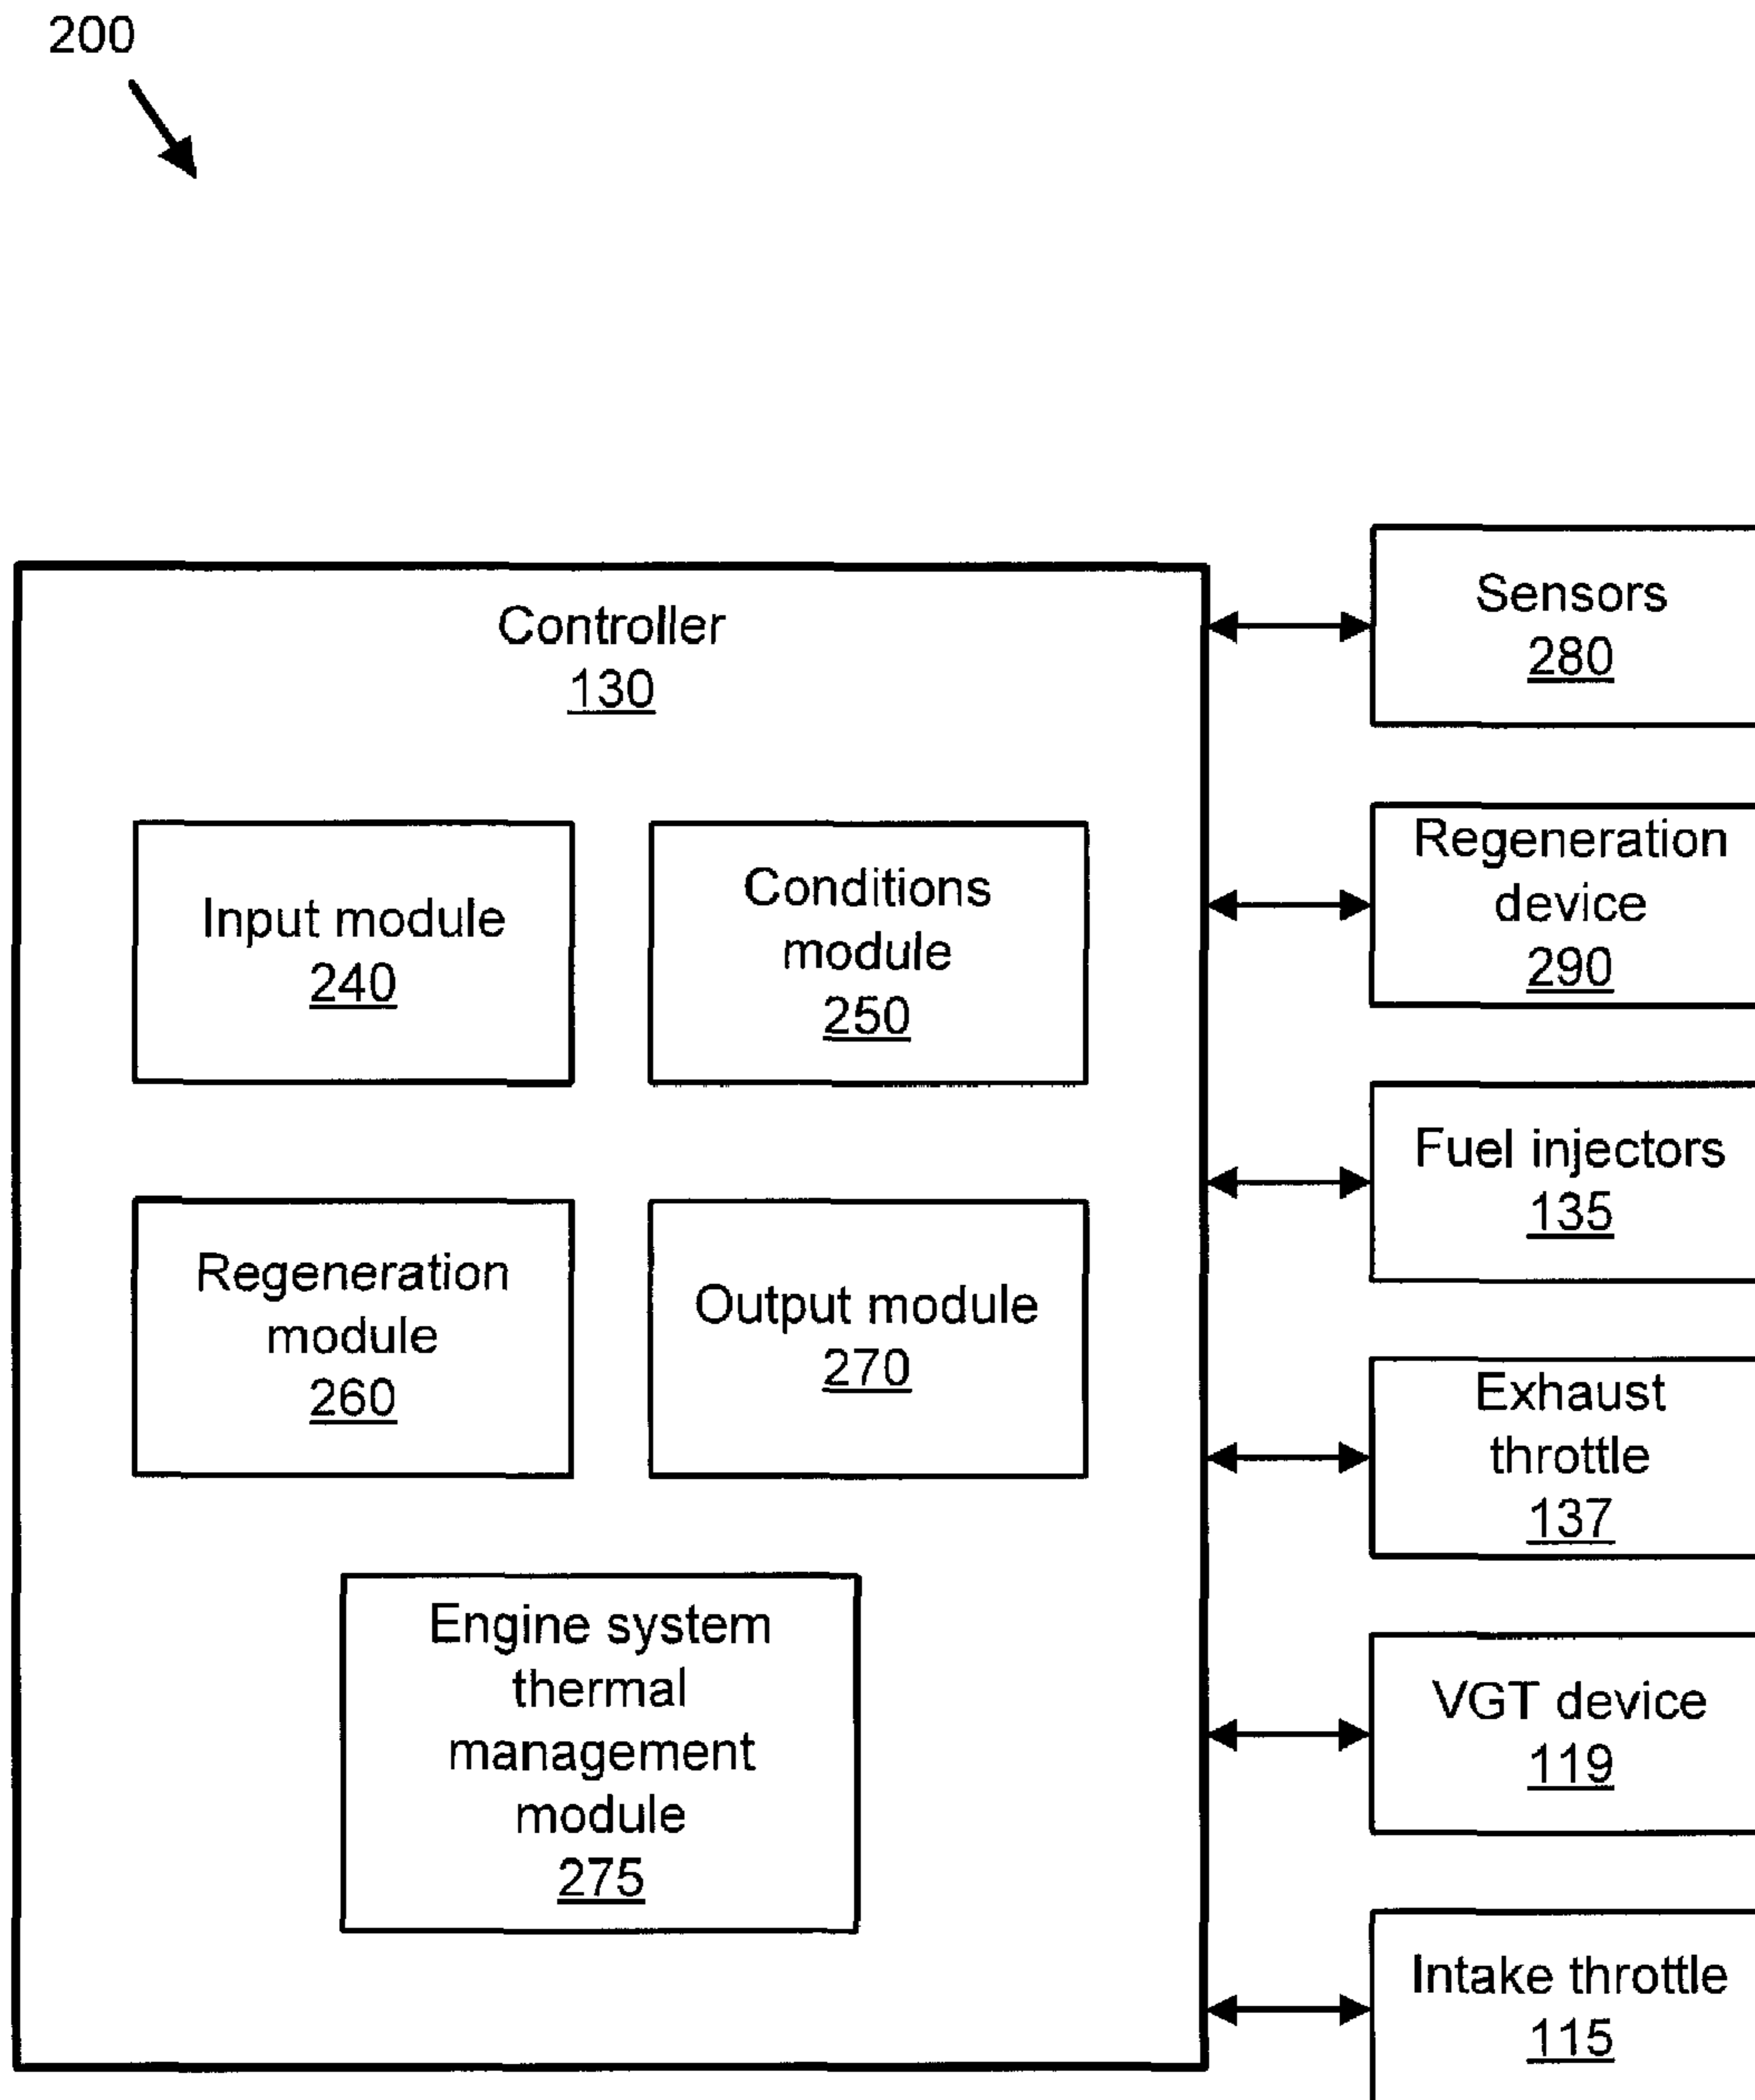 200
Controller
130
Input module
240
Conditions
module
250
Regeneration
module
260
Output module
270
Engine system
thermal
management
module
275
Sensors
280
Regeneration
device
290
Fuel injectors
135
Exhaust
throttle
137
VGT device
119
Intake throttle
115